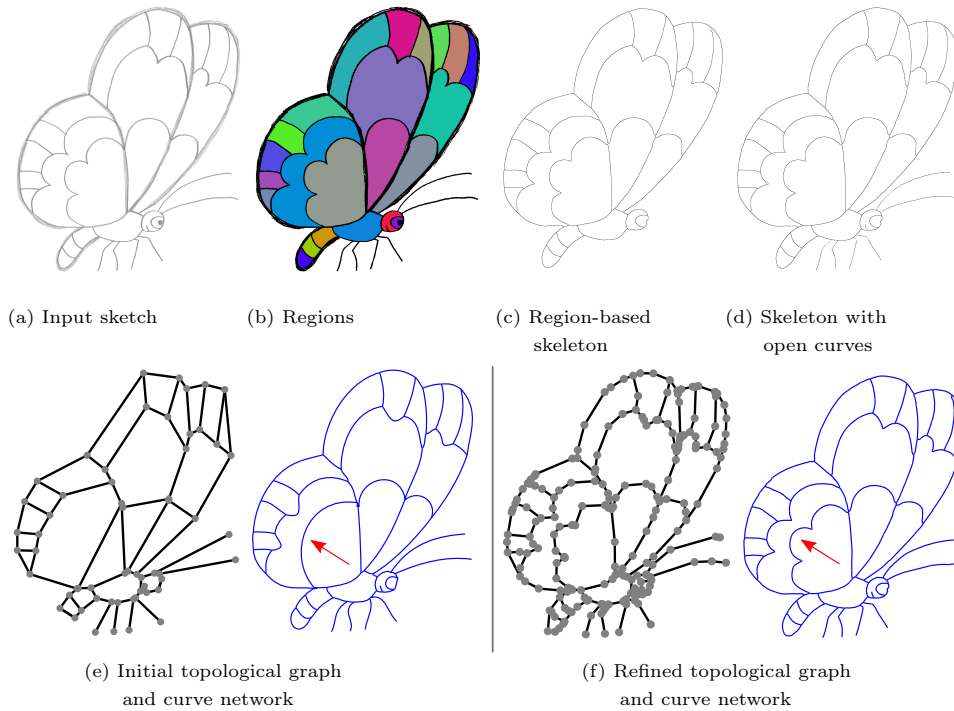 (a) Input sketch
(b) Regions
(c) Region-based
skeleton
(d) Skeleton with
open curves
(e) Initial topological graph
and curve network
(f) Refined topological graph
and curve network